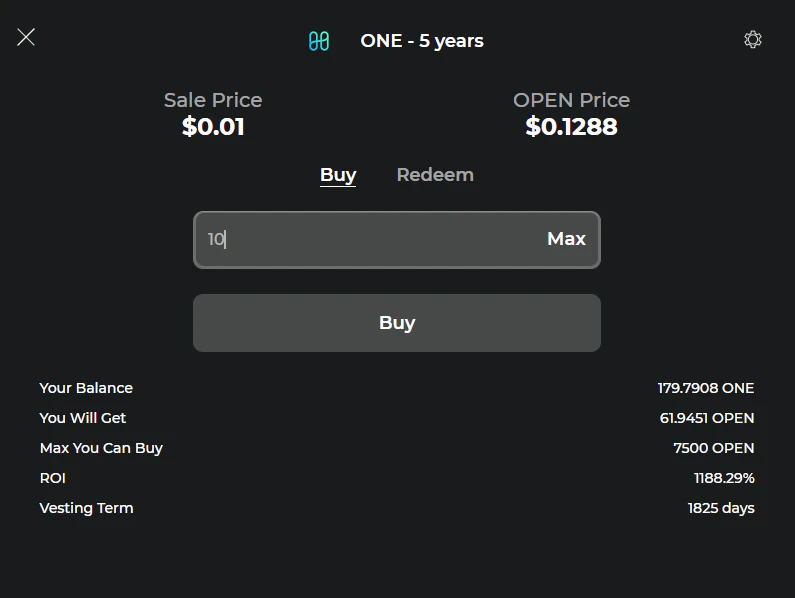 ONE - 5 years
Sale Price OPEN Price
$0.01 $0.1288
Buy Redeem
10 Max
Buy
Your Balance 179.7908 ONE
You Will Get 61.9451 OPEN
Max You Can Buy 7500 OPEN
ROI 1188.29%
Vesting Term 1825 days